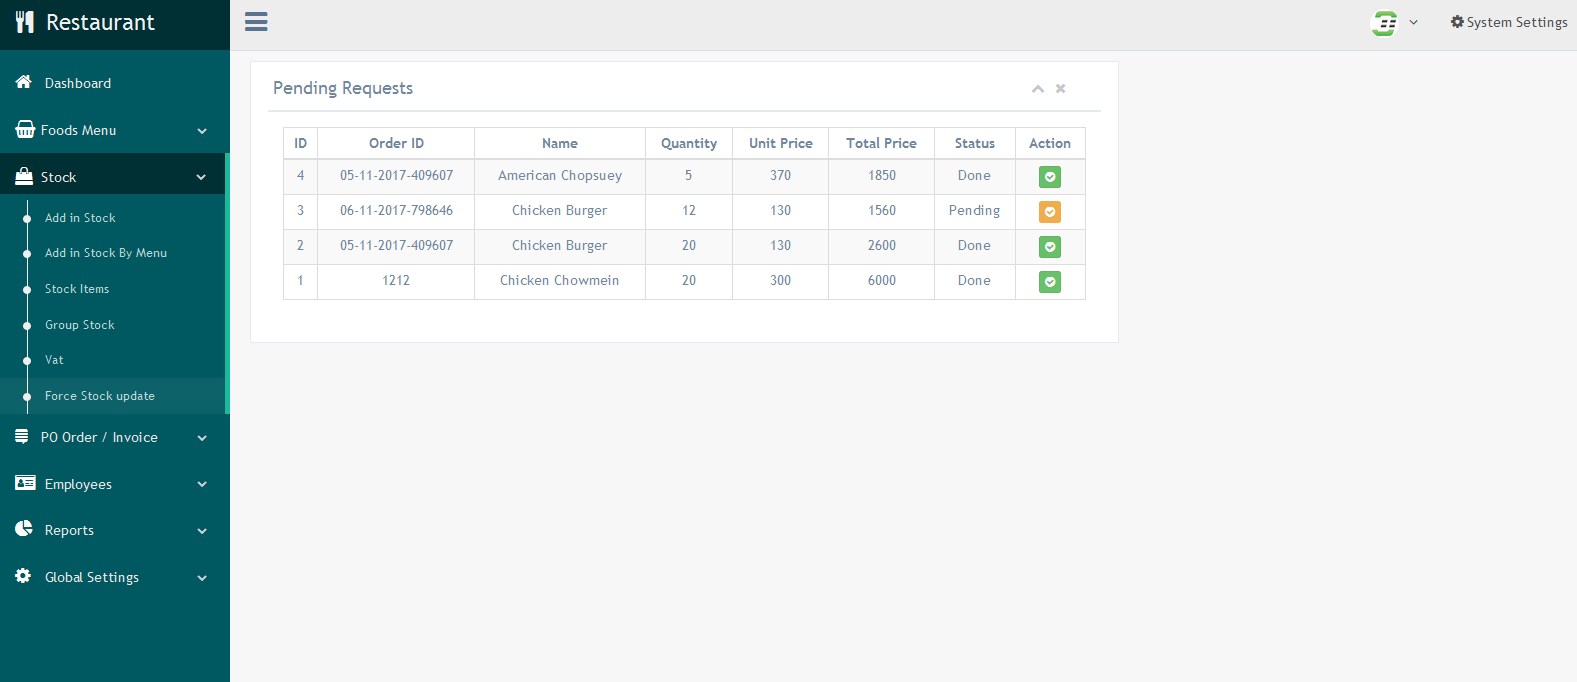 Restaurant
System Settings
Dashboard
Foods Menu
Stock
Add in Stock
Add in Stock By Menu
Stock Items
Group Stock
Vat
Force Stock update
PO Order / Invoice
Employees
Reports
Global Settings
Pending Requests
ID Order ID Name Quantity Unit Price Total Price Status Action
4 05-11-2017-409607 American Chopsuey 5 370 1850 Done
3 06-11-2017-798646 Chicken Burger 12 130 1560 Pending
2 05-11-2017-409607 Chicken Burger 20 130 2600 Done
1 1212 Chicken Chowmein 20 300 6000 Done